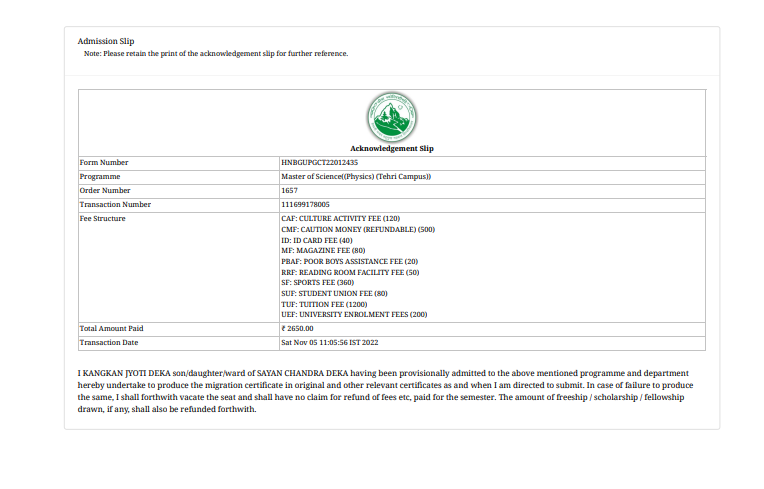 Admission Slip
Note: Please retain the print of the acknowledgement slip for further reference.
Acknowledgement Slip
Form Number HNBGUPGCT22012435
Programme Master of Science((Physics) (Tehri Campus))
Order Number 1657
Transaction Number 111699178005
Fee Structure CAF: CULTURE ACTIVITY FEE (120)
CMF: CAUTION MONEY (REFUNDABLE) (500)
ID: ID CARD FEE (40)
MF: MAGAZINE FEE (80)
PBAF: POOR BOYS ASSISTANCE FEE (20)
RRF: READING ROOM FACILITY FEE (50)
SF: SPORTS FEE (360)
SUF: STUDENT UNION FEE (80)
TUF: TUITION FEE (1200)
UEF: UNIVERSITY ENROLMENT FEES (200)
Total Amount Paid ₹ 2650.00
Transaction Date Sat Nov 05 11:05:56 IST 2022
I KANGKAN JYOTI DEKA son/daughter/ward of SAYAN CHANDRA DEKA having been provisionally admitted to the above mentioned programme and department
hereby undertake to produce the migration certificate in original and other relevant certificates as and when I am directed to submit. In case of failure to produce
the same, I shall forthwith vacate the seat and shall have no claim for refund of fees etc, paid for the semester. The amount of freeship / scholarship / fellowship
drawn, if any, shall also be refunded forthwith.